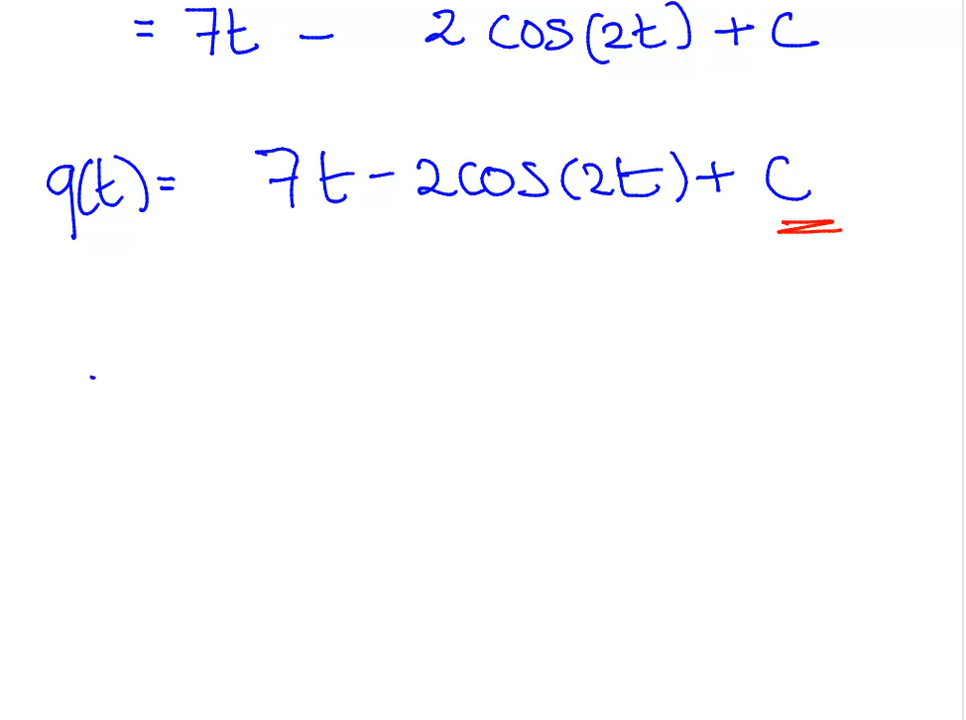 = 7t - 2 cos(2t) + C
q(t) = 7t - 2cos(2t) + C